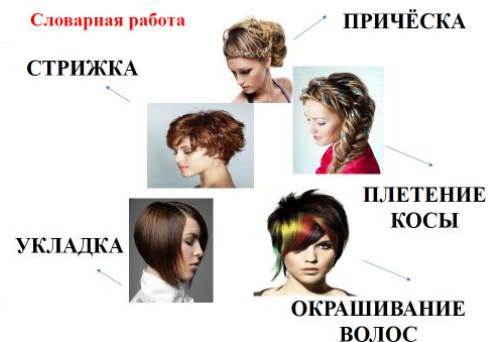 Словарная работа
ПРИЧЁСКА
СТРИЖКА
ПЛЕТЕНИЕ
КОСЫ
УКЛАДКА
ОКРАШИВАНИЕ
ВОЛОС